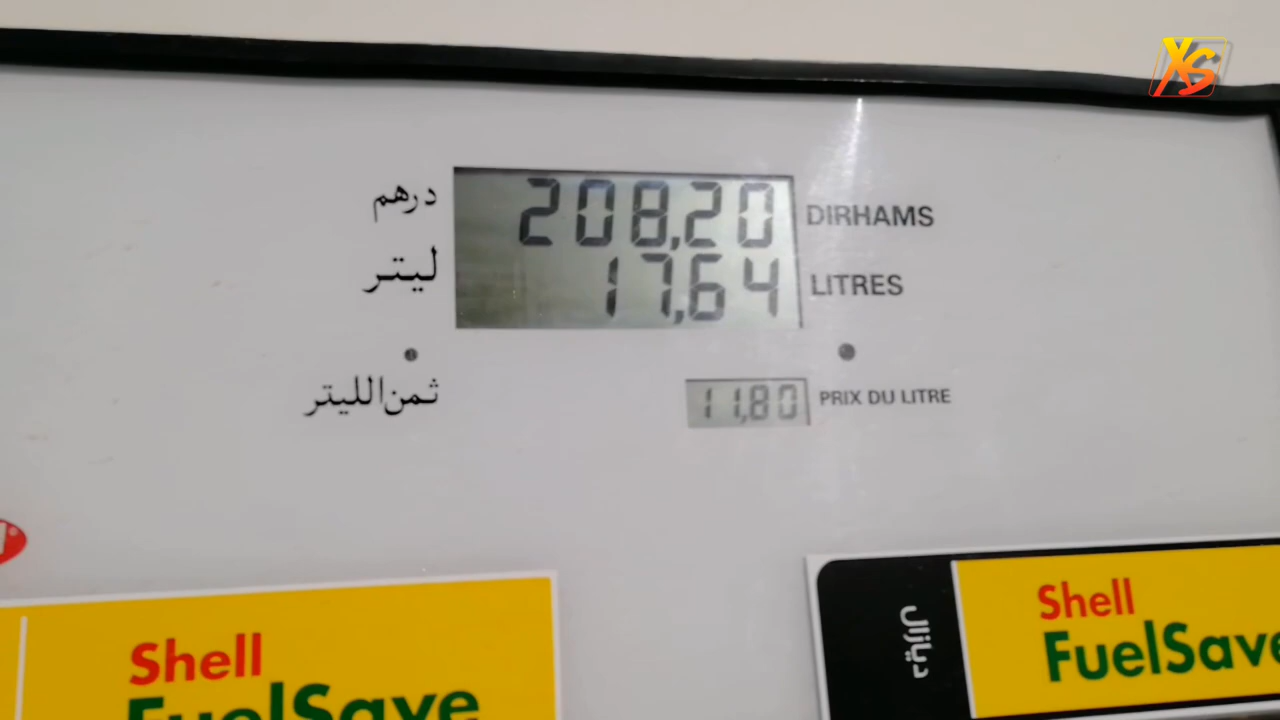 XS
درهم 208,20 DIRHAMS
ليتر 17,64 LITRES
ثمن الليتر 11,80 PRIX DU LITRE
Shell
FuelSave
ديازال
Shell
FuelSave